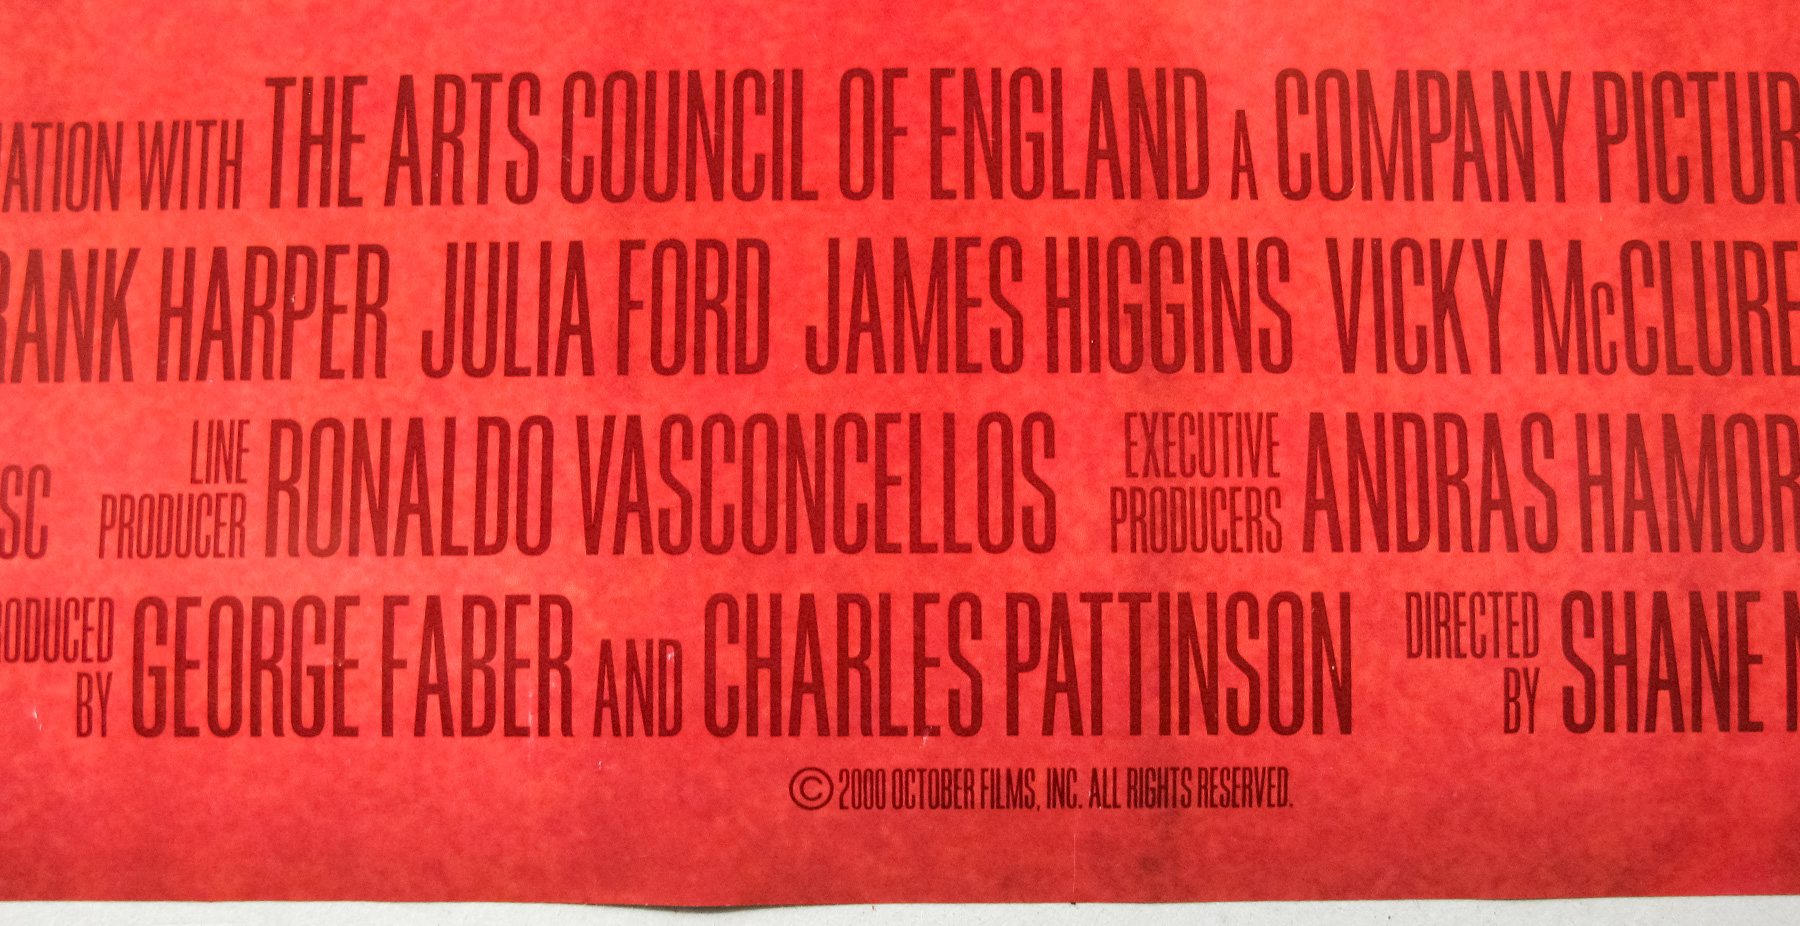 ATION WITH THE ARTS COUNCIL OF ENGLAND A COMPANY PICTUR
RANK HARPER JULIA FORD JAMES HIGGINS VICKY McCLURE
SC LINE PRODUCER RONALDO VASCONCELLOS EXECUTIVE PRODUCERS ANDRAS HAMOR
RODUCED BY GEORGE FABER AND CHARLES PATTINSON DIRECTED BY SHANE
© 2000 OCTOBER FILMS, INC. ALL RIGHTS RESERVED.